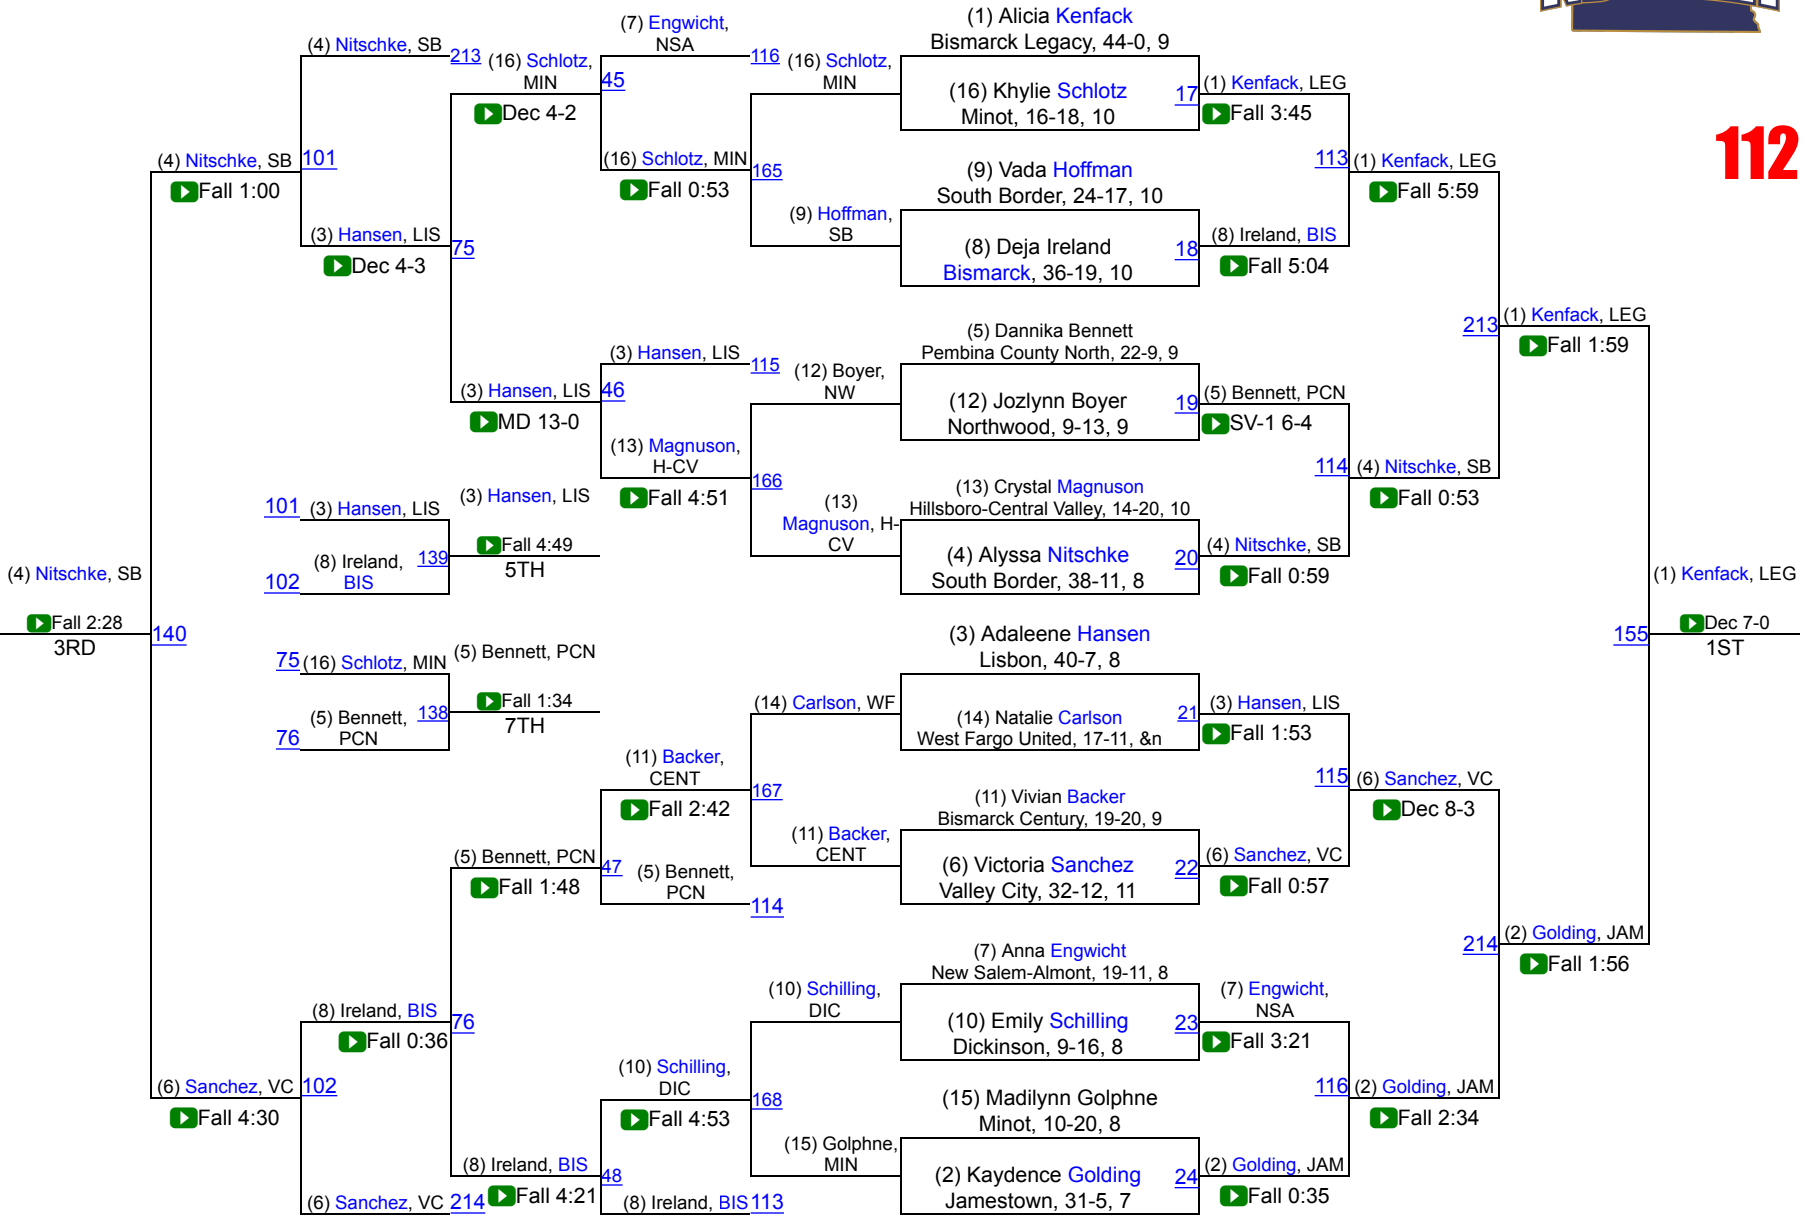 112
(1) Alicia Kenfack
Bismarck Legacy, 44-0, 9
(16) Khylie Schlotz
Minot, 16-18, 10
17
(9) Vada Hoffman
South Border, 24-17, 10
(8) Deja Ireland
Bismarck, 36-19, 10
18
(5) Dannika Bennett
Pembina County North, 22-9, 9
(12) Jozlynn Boyer
Northwood, 9-13, 9
19
(13) Crystal Magnuson
Hillsboro-Central Valley, 14-20, 10
(4) Alyssa Nitschke
South Border, 38-11, 8
20
(3) Adaleene Hansen
Lisbon, 40-7, 8
(14) Natalie Carlson
West Fargo United, 17-11, &n
21
(11) Vivian Backer
Bismarck Century, 19-20, 9
(6) Victoria Sanchez
Valley City, 32-12, 11
22
(7) Anna Engwicht
New Salem-Almont, 19-11, 8
(10) Emily Schilling
Dickinson, 9-16, 8
23
(15) Madilynn Golphne
Minot, 10-20, 8
(2) Kaydence Golding
Jamestown, 31-5, 7
24
(1) Kenfack, LEG
Fall 3:45
113
(8) Ireland, BIS
Fall 5:04
(5) Bennett, PCN
SV-1 6-4
114
(4) Nitschke, SB
Fall 0:59
(3) Hansen, LIS
Fall 1:53
115
(6) Sanchez, VC
Fall 0:57
(7) Engwicht,
NSA
Fall 3:21
116
(2) Golding, JAM
Fall 0:35
(1) Kenfack, LEG
Fall 5:59
213
(4) Nitschke, SB
Fall 0:53
(6) Sanchez, VC
Dec 8-3
214
(2) Golding, JAM
Fall 2:34
(1) Kenfack, LEG
Fall 1:59
155
(2) Golding, JAM
Fall 1:56
(1) Kenfack, LEG
Dec 7-0
1ST
(16) Schlotz,
MIN
165
(9) Hoffman,
SB
(12) Boyer,
NW
166
(13)
Magnuson, H-
CV
(14) Carlson, WF
167
(11) Backer,
CENT
(10) Schilling,
DIC
168
(15) Golphne,
MIN
(7) Engwicht,
NSA
116
45
(16) Schlotz, MIN
Fall 0:53
(3) Hansen, LIS
115
46
(13) Magnuson,
H-CV
Fall 4:51
(11) Backer,
CENT
Fall 2:42
47
(5) Bennett,
PCN
114
(10) Schilling,
DIC
Fall 4:53
48
(8) Ireland, BIS
113
(16) Schlotz,
MIN
Dec 4-2
75
(3) Hansen, LIS
MD 13-0
(5) Bennett, PCN
Fall 1:48
76
(8) Ireland, BIS
Fall 4:21
(4) Nitschke, SB
213
101
(3) Hansen, LIS
Dec 4-3
(8) Ireland, BIS
Fall 0:36
102
(6) Sanchez, VC
214
(4) Nitschke, SB
Fall 1:00
140
(6) Sanchez, VC
Fall 4:30
(4) Nitschke, SB
Fall 2:28
3RD
101
(3) Hansen, LIS
(8) Ireland,
BIS
102
139
(3) Hansen, LIS
Fall 4:49
5TH
75
(16) Schlotz, MIN
(5) Bennett,
PCN
76
138
(5) Bennett, PCN
Fall 1:34
7TH